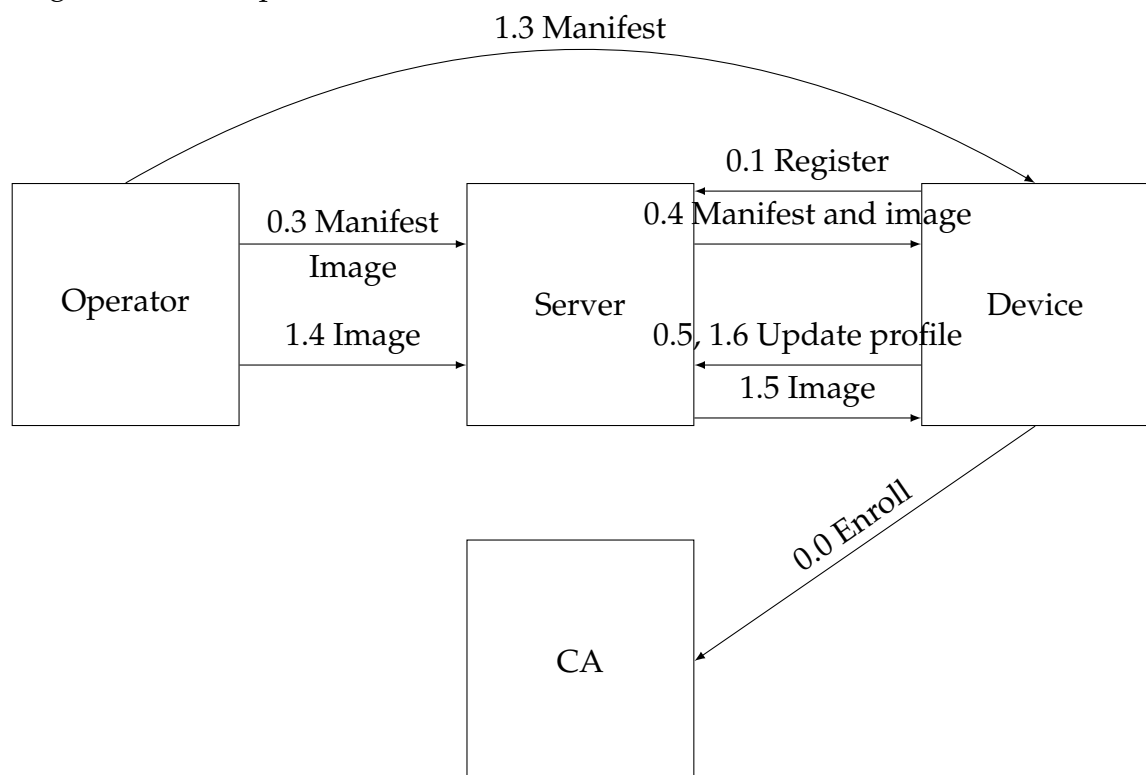 1.3 Manifest
0.1 Register
0.3 Manifest
Image
0.4 Manifest and image
Operator
Server
Device
1.4 Image
0.5, 1.6 Update profile
1.5 Image
0.0 Enroll
CA